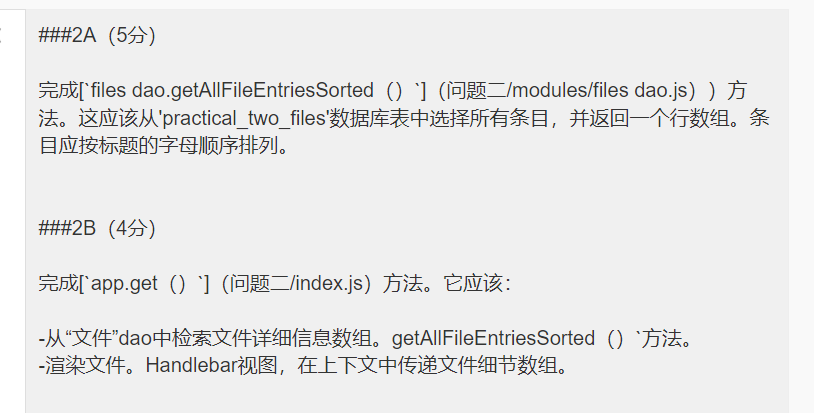 ###2A（5分）
完成[`files dao.getAllFileEntriesSorted（）`]（问题二/modules/files dao.js））方
法。这应该从'practical_two_files'数据库表中选择所有条目，并返回一个行数组。条
目应按标题的字母顺序排列。
###2B（4分）
完成[`app.get（）`]（问题二/index.js）方法。它应该：
-从“文件”dao中检索文件详细信息数组。getAllFileEntriesSorted（）`方法。
-渲染文件。Handlebar视图，在上下文中传递文件细节数组。